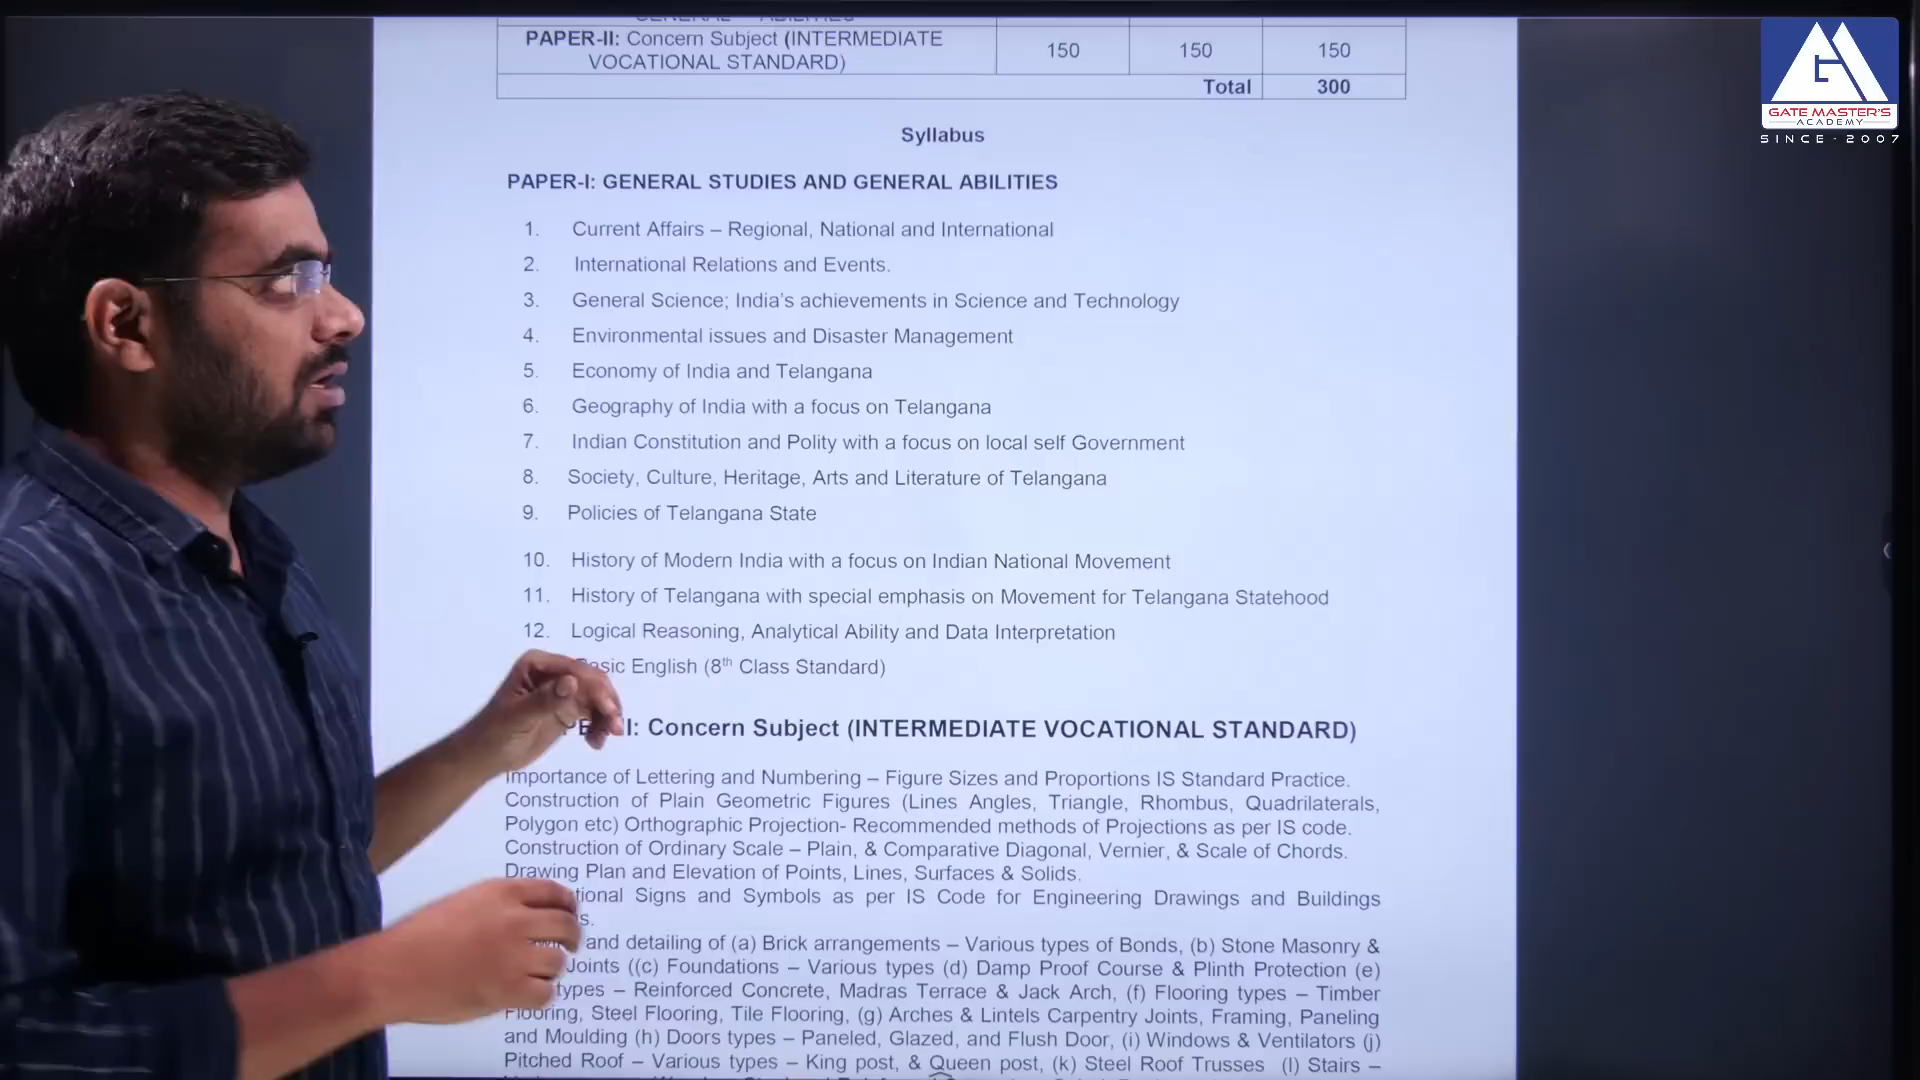 GENERAL ABILITIES
PAPER-II: Concern Subject (INTERMEDIATE VOCATIONAL STANDARD) 150 150 150
Total 300
GATE MASTER'S
ACADEMY
SINCE-2007
Syllabus
PAPER-I: GENERAL STUDIES AND GENERAL ABILITIES
1. Current Affairs – Regional, National and International
2. International Relations and Events.
3. General Science; India's achievements in Science and Technology
4. Environmental issues and Disaster Management
5. Economy of India and Telangana
6. Geography of India with a focus on Telangana
7. Indian Constitution and Polity with a focus on local self Government
8. Society, Culture, Heritage, Arts and Literature of Telangana
9. Policies of Telangana State
10. History of Modern India with a focus on Indian National Movement
11. History of Telangana with special emphasis on Movement for Telangana Statehood
12. Logical Reasoning, Analytical Ability and Data Interpretation
Basic English (8th Class Standard)
I: Concern Subject (INTERMEDIATE VOCATIONAL STANDARD)
Importance of Lettering and Numbering – Figure Sizes and Proportions IS Standard Practice.
Construction of Plain Geometric Figures (Lines Angles, Triangle, Rhombus, Quadrilaterals,
Polygon etc) Orthographic Projection- Recommended methods of Projections as per IS code.
Construction of Ordinary Scale – Plain, & Comparative Diagonal, Vernier, & Scale of Chords.
Drawing Plan and Elevation of Points, Lines, Surfaces & Solids.
tional Signs and Symbols as per IS Code for Engineering Drawings and Buildings
s.
and detailing of (a) Brick arrangements – Various types of Bonds, (b) Stone Masonry &
Joints ((c) Foundations – Various types (d) Damp Proof Course & Plinth Protection (e)
types – Reinforced Concrete, Madras Terrace & Jack Arch, (f) Flooring types – Timber
Flooring, Steel Flooring, Tile Flooring, (g) Arches & Lintels Carpentry Joints, Framing, Paneling
and Moulding (h) Doors types – Paneled, Glazed, and Flush Door, (i) Windows & Ventilators (j)
Pitched Roof – Various types – King post, & Queen post, (k) Steel Roof Trusses (l) Stairs –